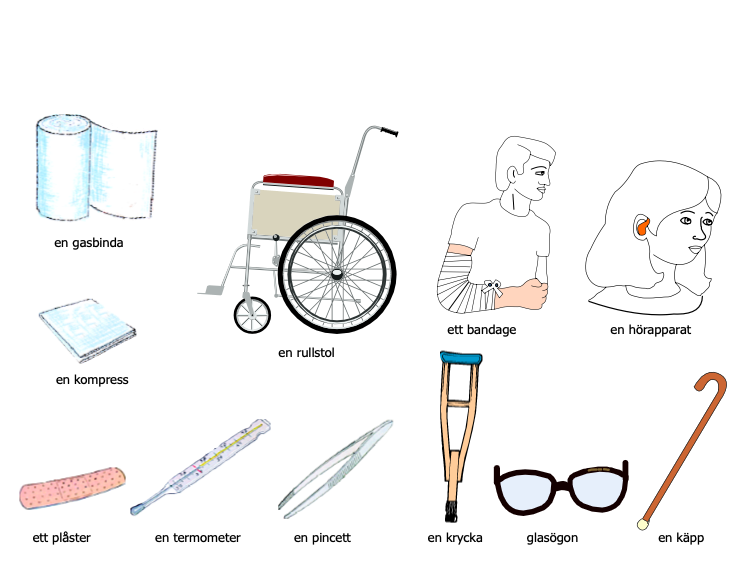 en gasbinda
en rullstol
ett bandage
en hörapparat
en kompress
ett plåster
en termometer
en pincett
en krycka
glasögon
en käpp